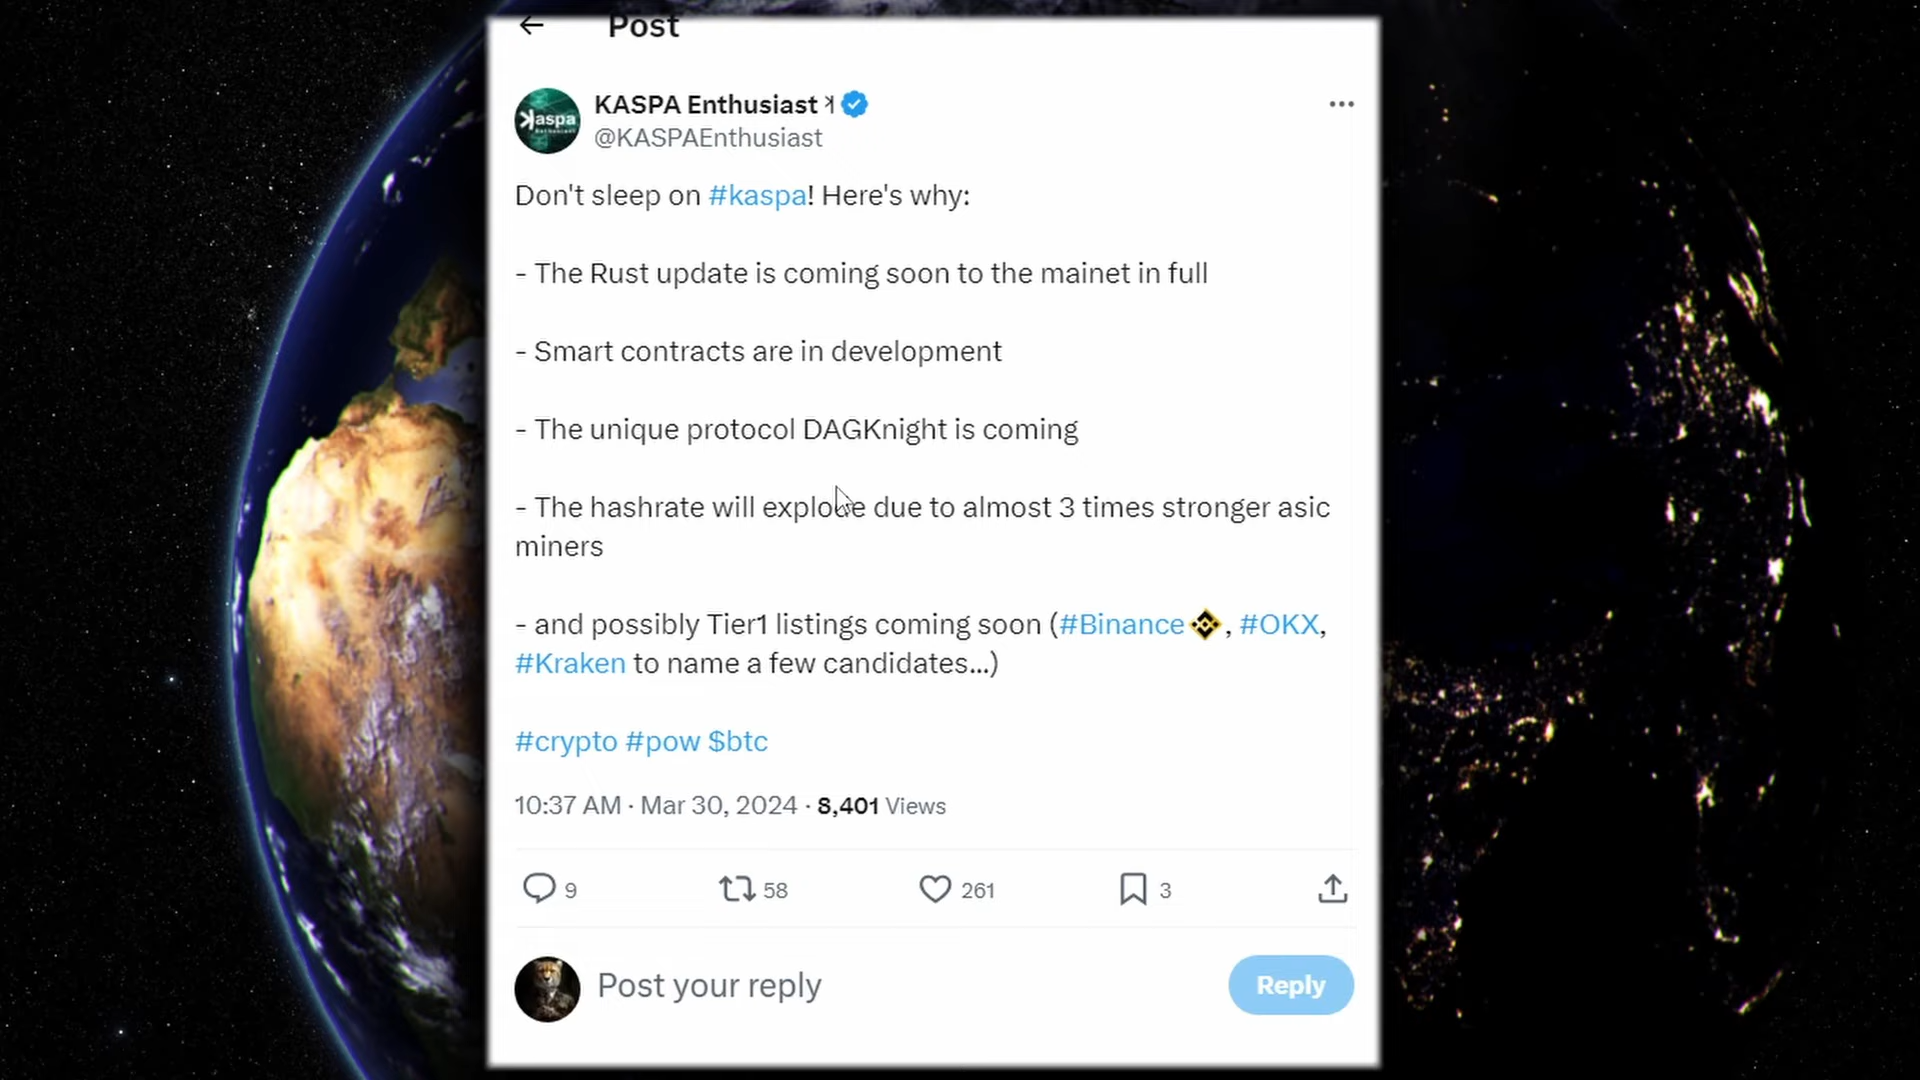 Post
KASPA Enthusiast
@KASPAEnthusiast
Don't sleep on #kaspa! Here's why:
- The Rust update is coming soon to the mainet in full
- Smart contracts are in development
- The unique protocol DAGKnight is coming
- The hashrate will explode due to almost 3 times stronger asic
miners
- and possibly Tier1 listings coming soon (#Binance, #OKX,
#Kraken to name a few candidates...)
#crypto #pow $btc
10:37 AM · Mar 30, 2024 · 8,401 Views
9 58 261 3
Post your reply
Reply